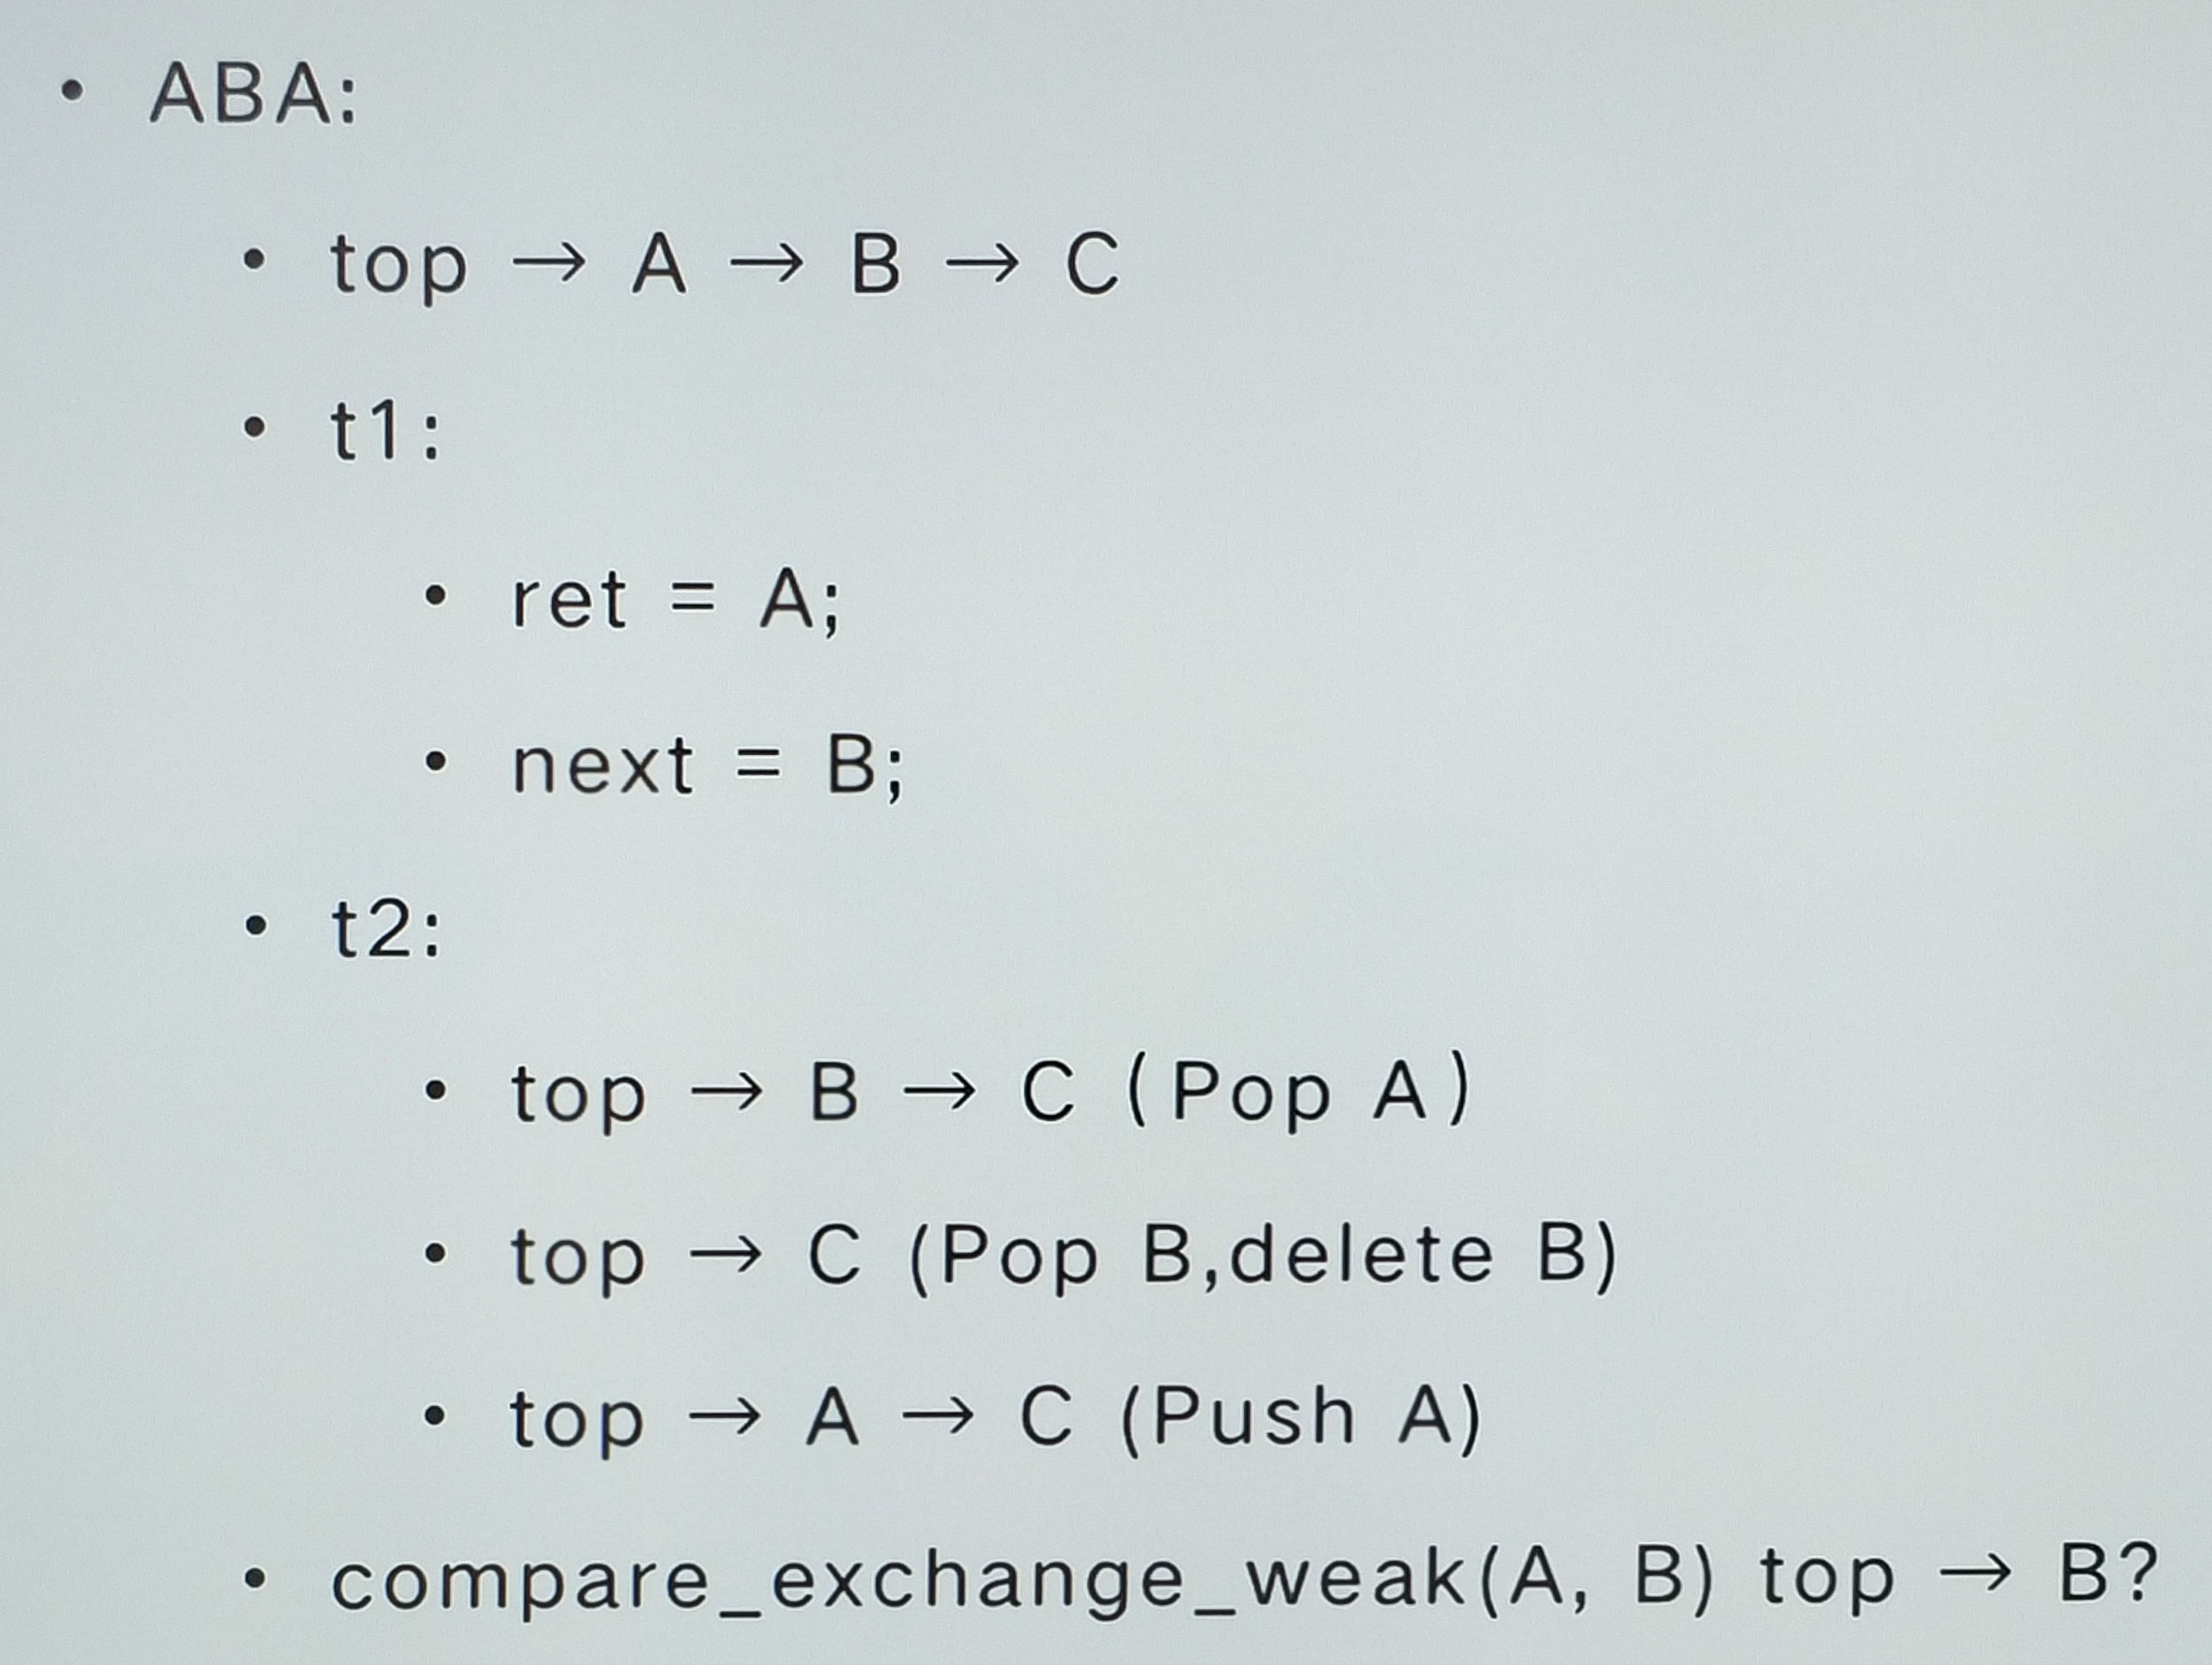 • ABA:
• top → A → B → C
• t1:
• ret = A;
• next = B;
• t2:
• top → B → C (Pop A)
• top → C (Pop B,delete B)
• top → A → C (Push A)
• compare_exchange_weak(A, B) top → B?